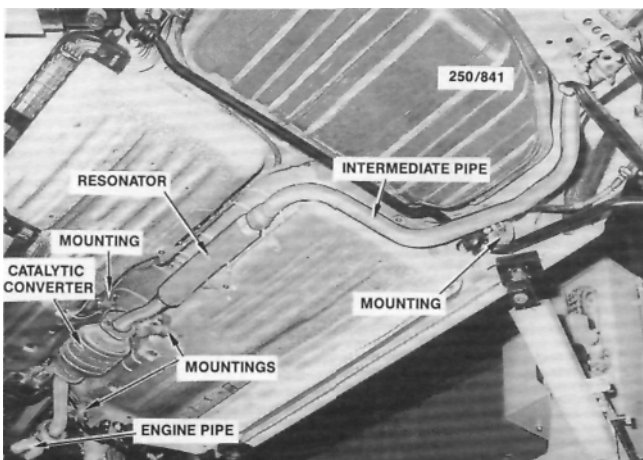 250/841
INTERMEDIATE PIPE
RESONATOR
MOUNTING
CATALYTIC
CONVERTER
MOUNTING
MOUNTINGS
ENGINE PIPE